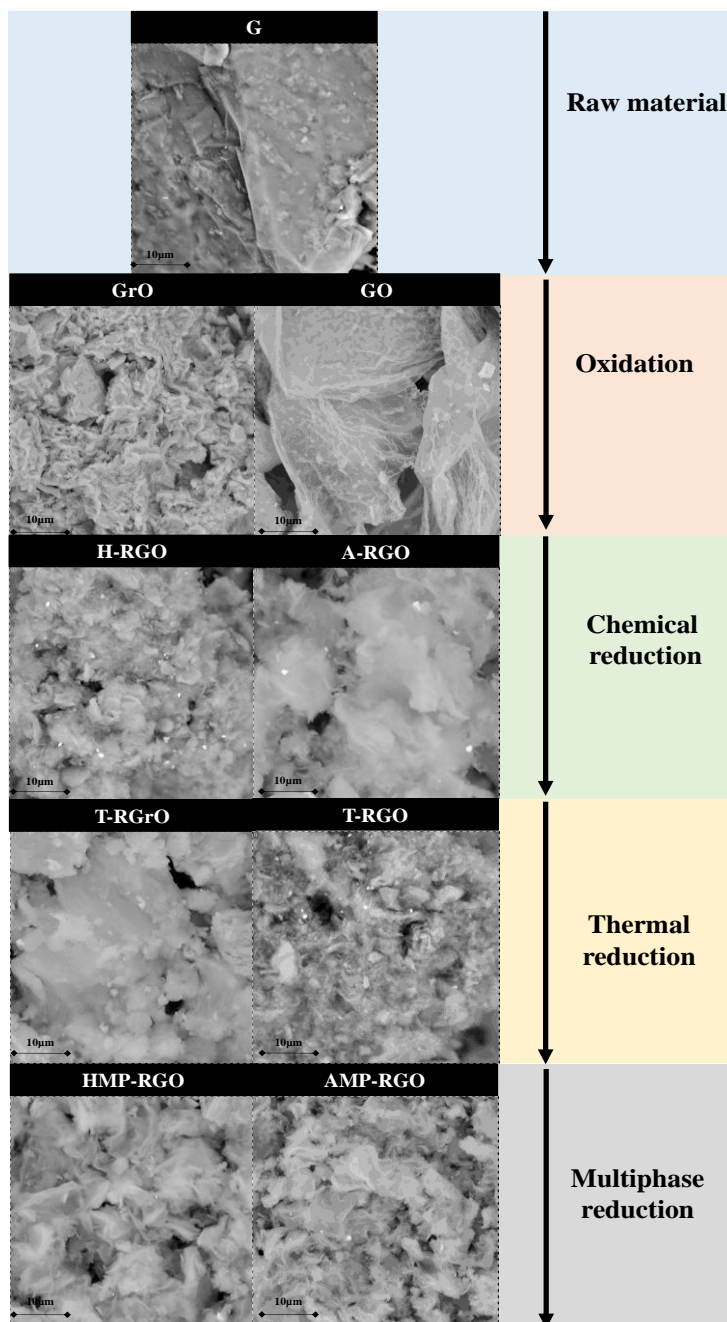 G
10µm
Raw material
GrO
GO
10µm
10µm
Oxidation
H-RGO
A-RGO
10µm
10µm
Chemical
reduction
T-RGrO
T-RGO
10µm
10µm
Thermal
reduction
HMP-RGO
AMP-RGO
10µm
10µm
Multiphase
reduction